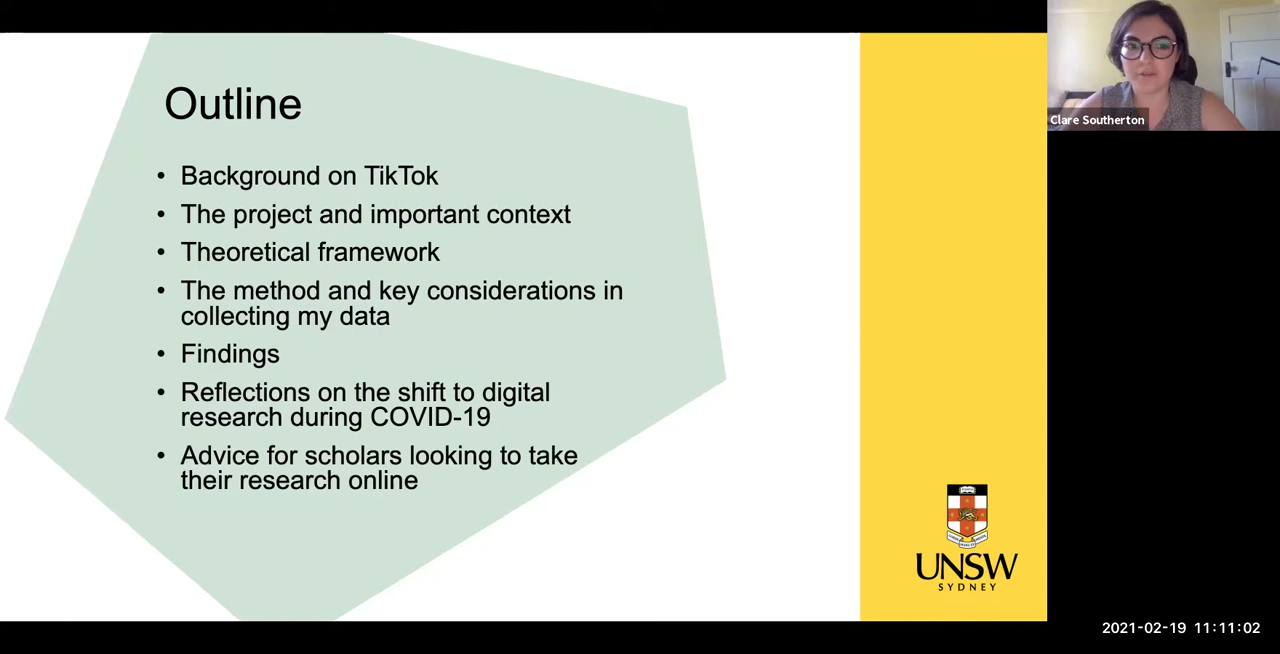 Outline
• Background on TikTok
• The project and important context
• Theoretical framework
• The method and key considerations in
collecting my data
• Findings
• Reflections on the shift to digital
research during COVID-19
• Advice for scholars looking to take
their research online
Clare Southerton
UNSW
SYDNEY
2021-02-19 11:11:02